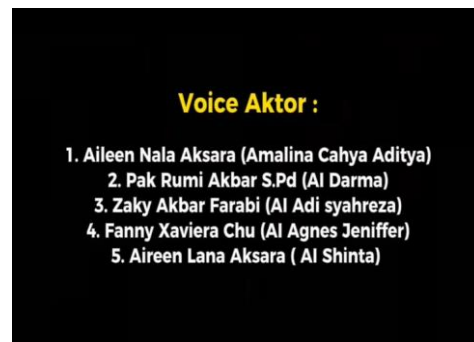 Voice Aktor :
1. Aileen Nala Aksara (Amalina Cahya Aditya)
2. Pak Rumi Akbar S.Pd (AI Darma)
3. Zaky Akbar Farabi (AI Adi syahreza)
4. Fanny Xaviera Chu (AI Agnes Jeniffer)
5. Aireen Lana Aksara ( AI Shinta)